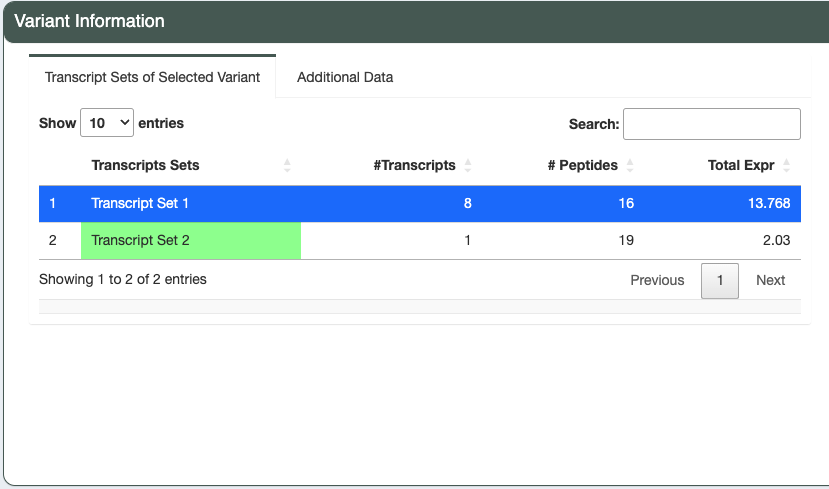 Variant Information
Transcript Sets of Selected Variant Additional Data
Show 10 entries Search:
Transcripts Sets #Transcripts # Peptides Total Expr
1 Transcript Set 1 8 16 13.768
2 Transcript Set 2 1 19 2.03
Showing 1 to 2 of 2 entries Previous 1 Next